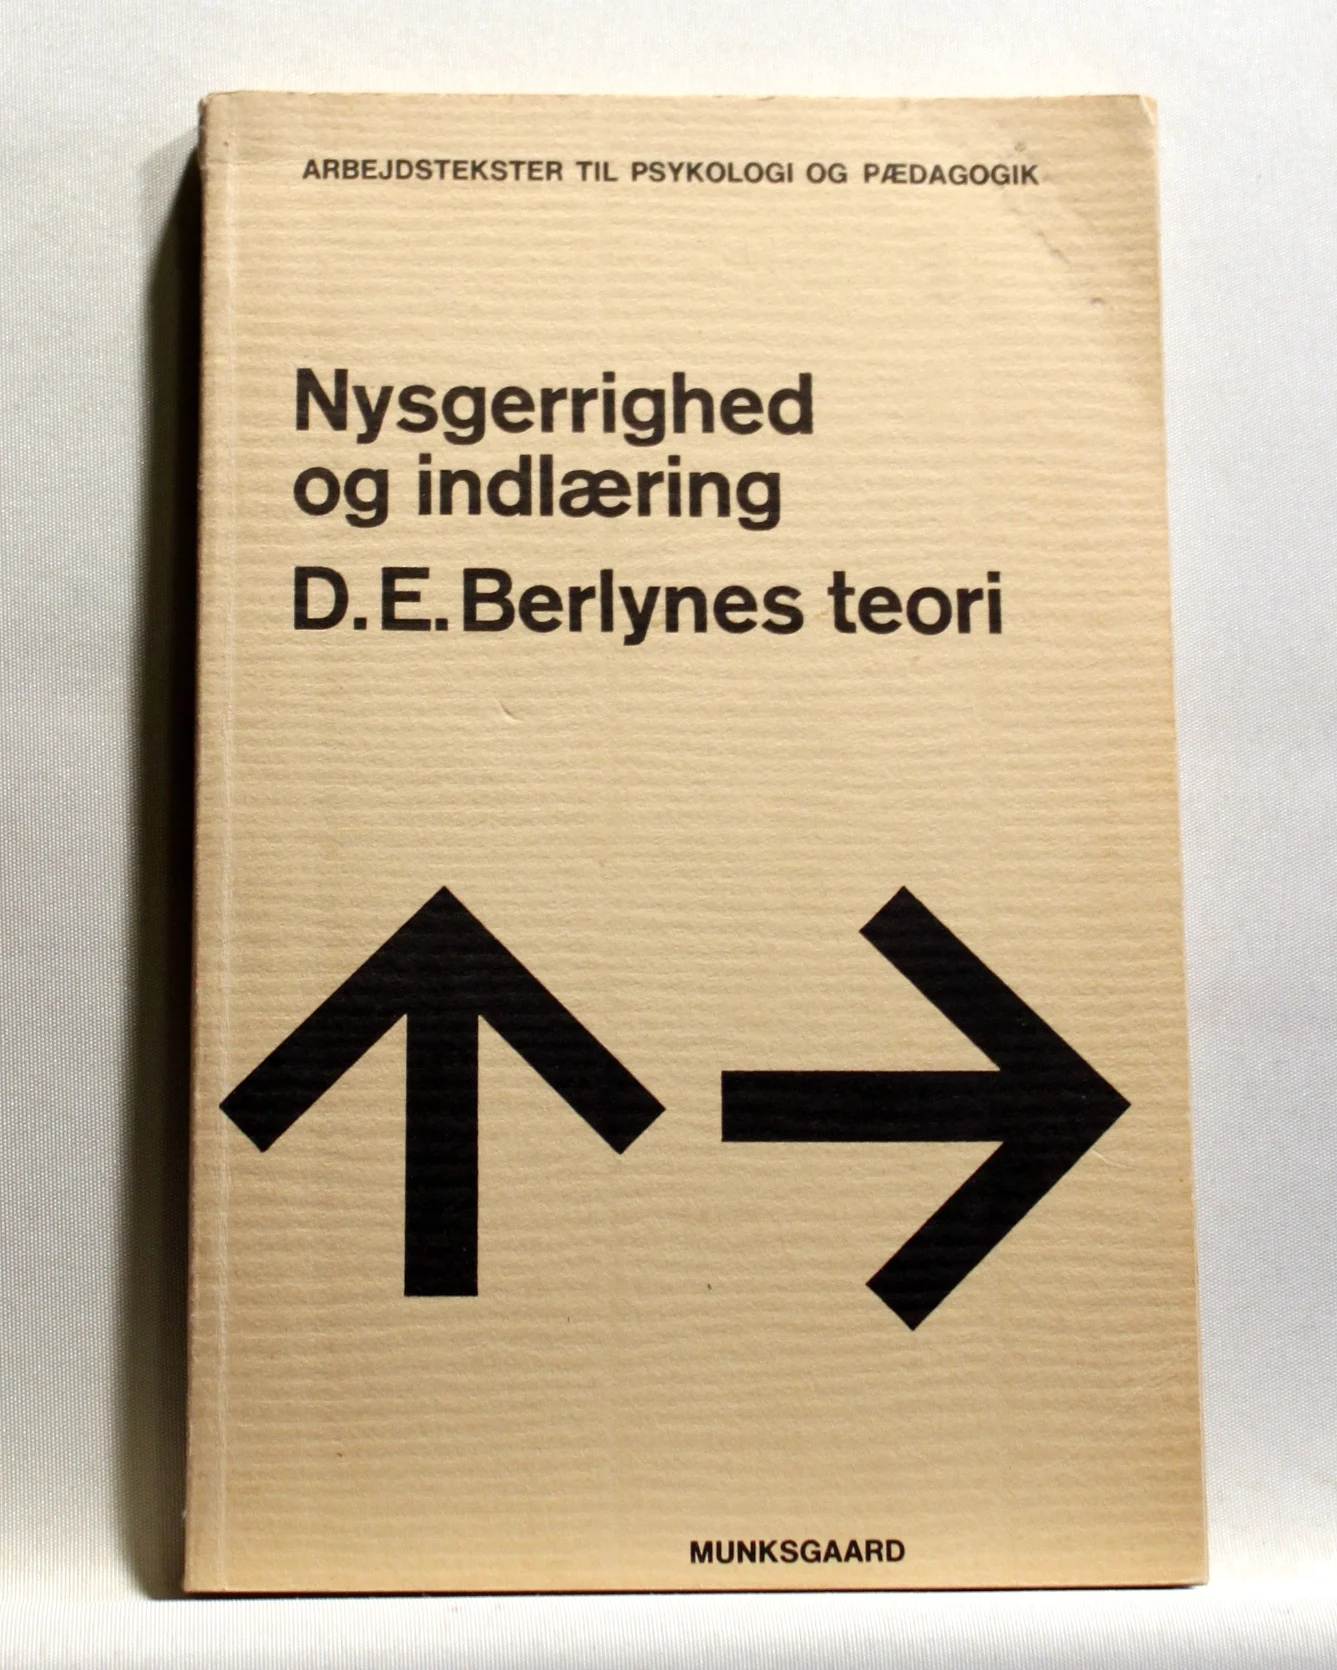 ARBEJDSTEKSTER TIL PSYKOLOGI OG PÆDAGOGIK
Nysgerrighed
og indlæring
D.E. Berlynes teori
MUNKSGAARD